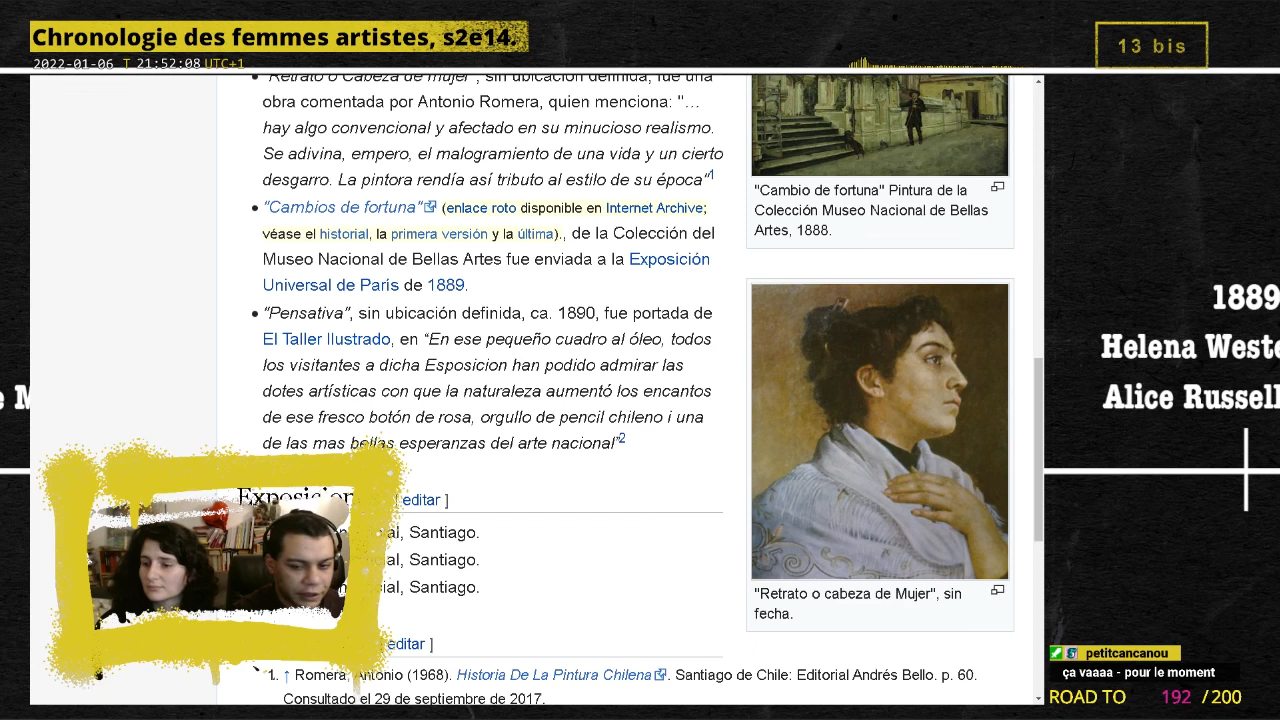 Chronologie des femmes artistes, s2e14.
2022-01-06 T 21:52:08 UTC+1
13 bis
"Retrato o Cabeza de mujer", sin ubicación definida, fue una
obra comentada por Antonio Romera, quien menciona: "...
hay algo convencional y afectado en su minucioso realismo.
Se adivina, empero, el malogramiento de una vida y un cierto
desgarro. La pintora rendía así tributo al estilo de su época"1
"Cambios de fortuna" (enlace roto disponible en Internet Archive;
véase el historial, la primera versión y la última)., de la Colección del
Museo Nacional de Bellas Artes fue enviada a la Exposición
Universal de París de 1889.
"Pensativa", sin ubicación definida, ca. 1890, fue portada de
El Taller Ilustrado, en “En ese pequeño cuadro al óleo, todos
los visitantes a dicha Esposicion han podido admirar las
dotes artísticas con que la naturaleza aumentó los encantos
de ese fresco botón de rosa, orgullo de pencil chileno i una
de las mas bellas esperanzas del arte nacional”2
[ editar ]
Santiago.
Santiago.
Santiago.
editar ]
1. ↑ Romera, Antonio (1968). Historia De La Pintura Chilena. Santiago de Chile: Editorial Andrés Bello. p. 60.
Consultado el 29 de septiembre de 2017.
"Cambio de fortuna" Pintura de la
Colección Museo Nacional de Bellas
Artes, 1888.
"Retrato o cabeza de Mujer", sin
fecha.
1889
Helena
Alice Russell
petitcancanou
ça vaaaa - pour le moment
ROAD TO 192 / 200